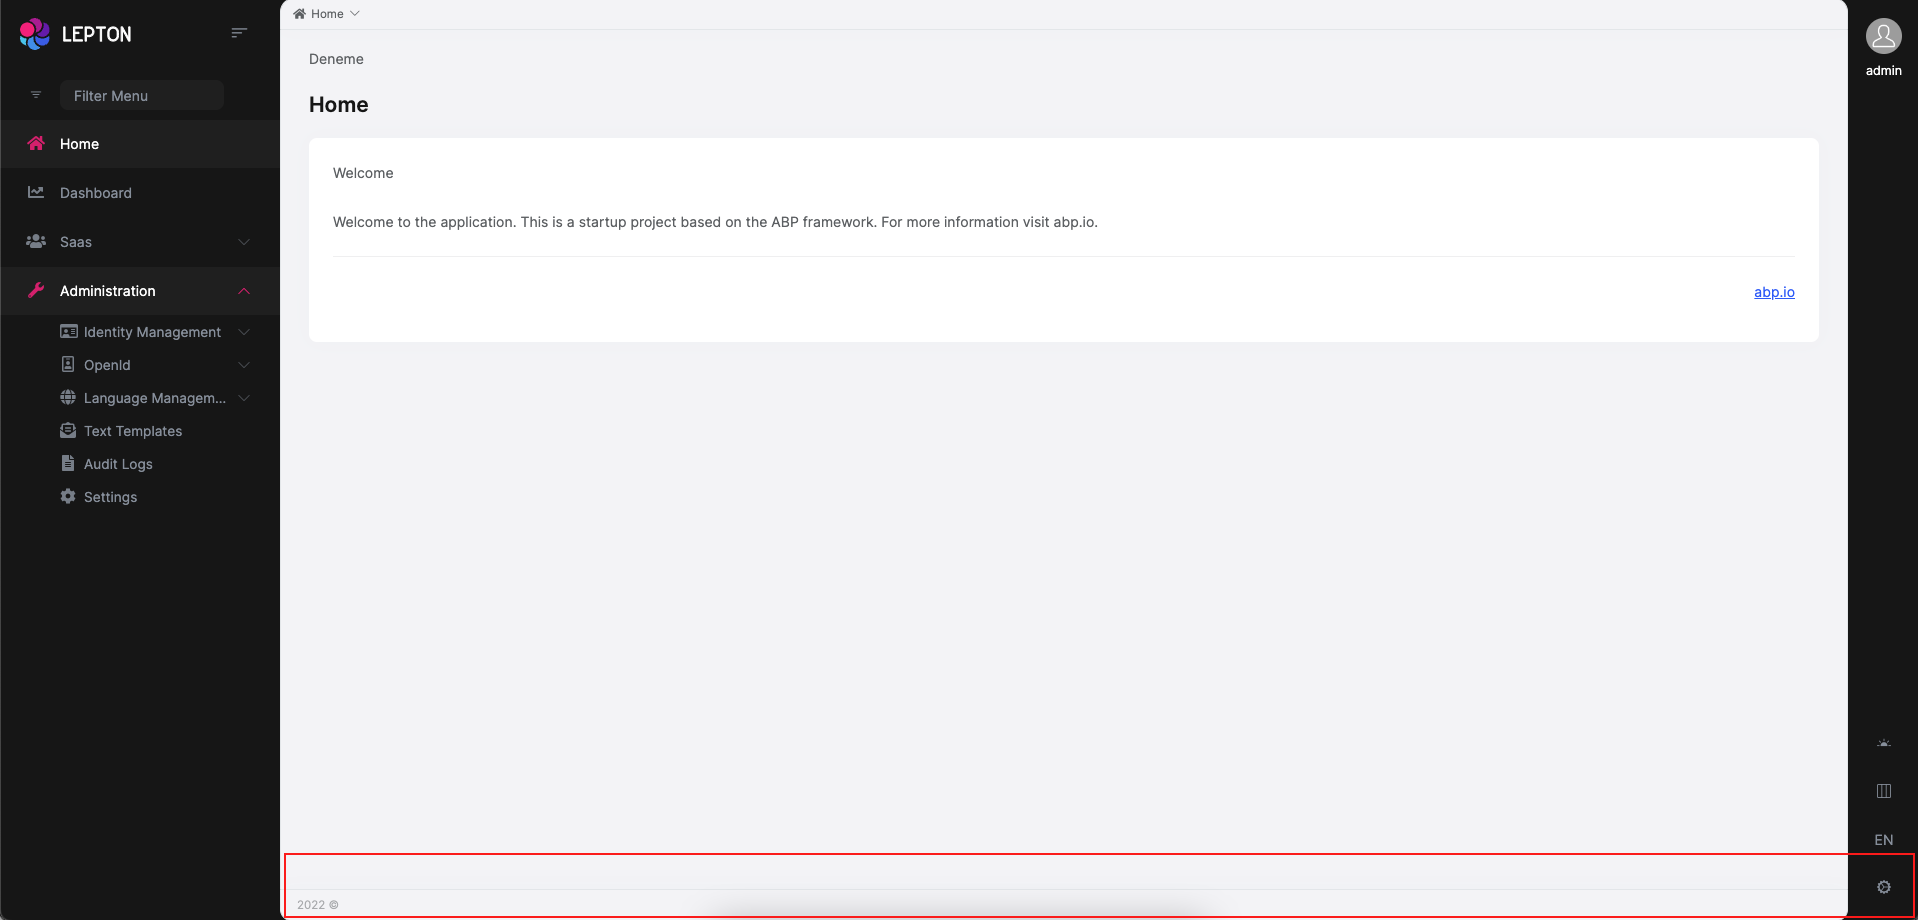 LEPTON
Filter Menu
Home
Dashboard
Saas
Administration
Identity Management
OpenId
Language Managem...
Text Templates
Audit Logs
Settings
Home
Deneme
Home
Welcome
Welcome to the application. This is a startup project based on the ABP framework. For more information visit abp.io.
abp.io
2022 ©
admin
EN